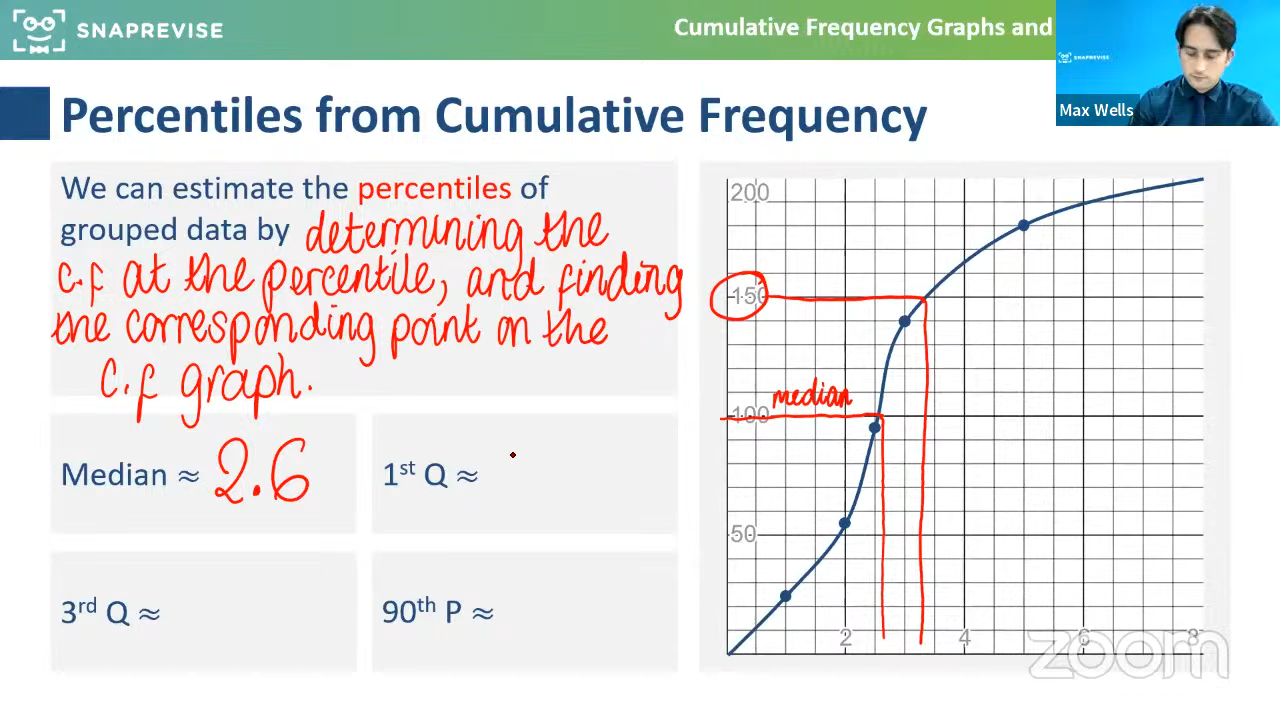 SNAPREVISE
Cumulative Frequency Graphs and
SNAPREVISE
Max Wells
Percentiles from Cumulative Frequency
We can estimate the percentiles of
grouped data by determining the
c.f at the percentile, and finding
the corresponding point on the
c.f graph.
Median ≈ 2.6
1st Q ≈
3rd Q ≈
90th P ≈
200
150
median
100
50
2 4 6 8
zoom